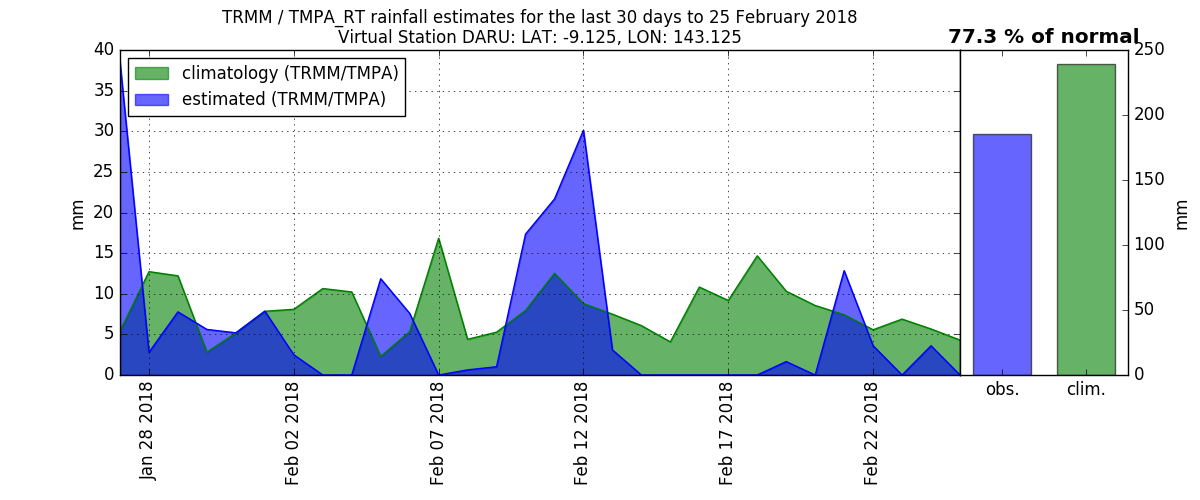 TRMM / TMPA_RT rainfall estimates for the last 30 days to 25 February 2018
Virtual Station DARU: LAT: -9.125, LON: 143.125
77.3 % of normal
climatology (TRMM/TMPA)
estimated (TRMM/TMPA)
mm
40
35
30
25
20
15
10
5
0
Jan 28 2018
Feb 02 2018
Feb 07 2018
Feb 12 2018
Feb 17 2018
Feb 22 2018
obs.
clim.
250
200
150
100
50
0
mm